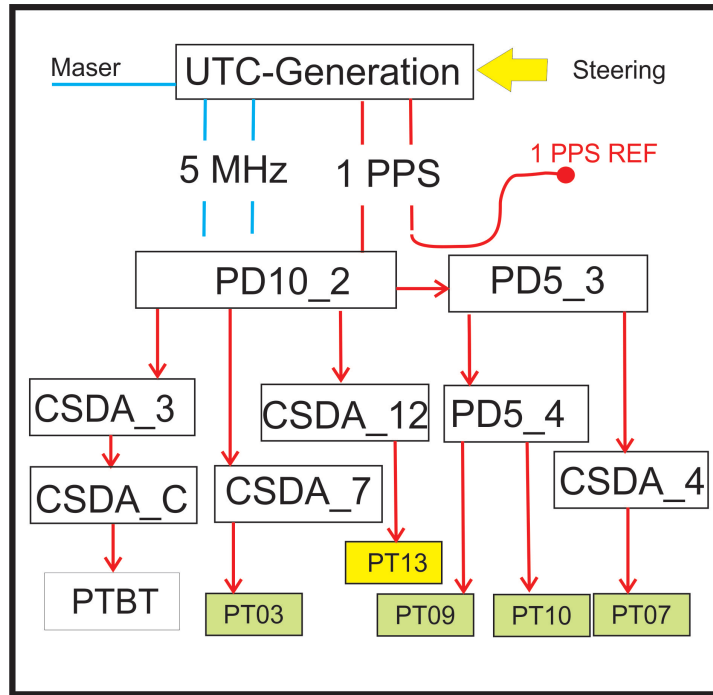 Maser
UTC-Generation
Steering
5 MHz
1 PPS
1 PPS REF
PD10_2
PD5_3
CSDA_3
CSDA_12
PD5_4
CSDA_C
CSDA_7
CSDA_4
PT13
PTBT
PT03
PT09
PT10
PT07